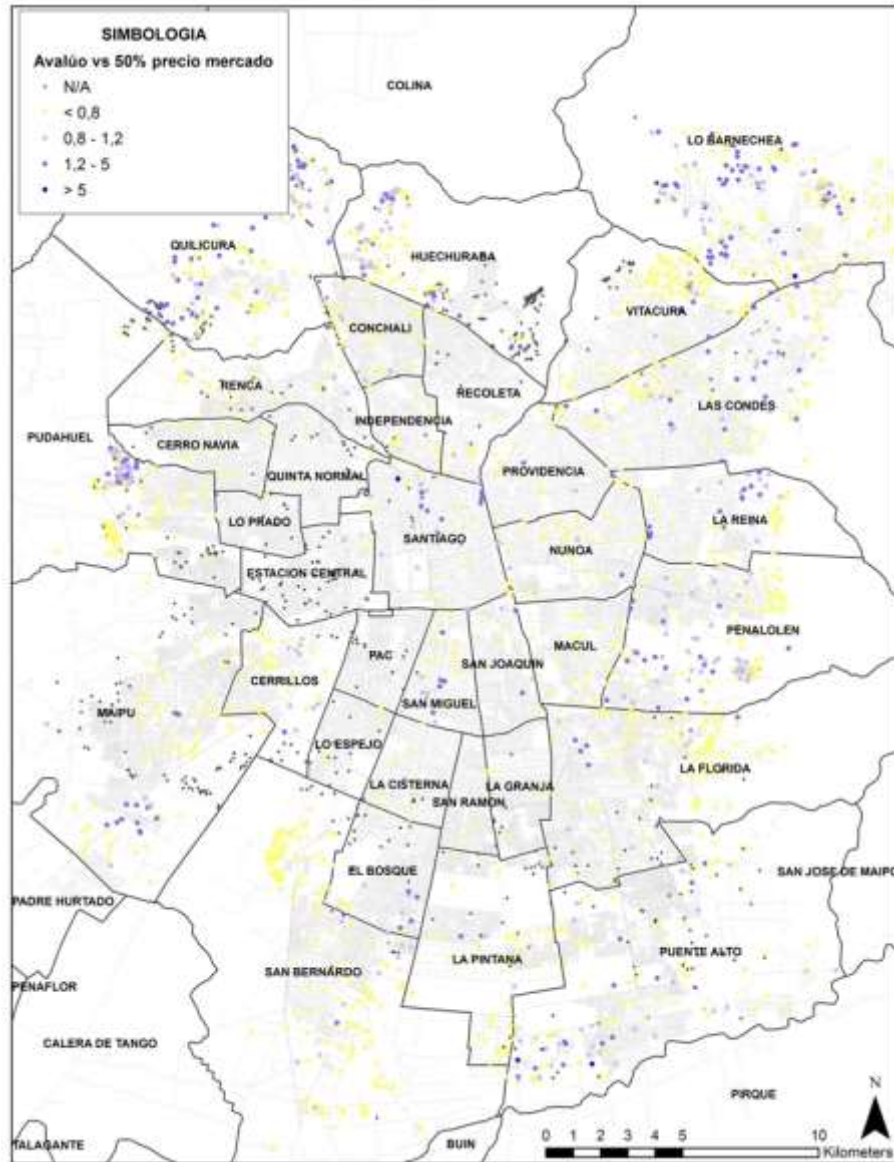 SIMBOLOGIA
Avalúo vs 50% precio mercado
N/A
< 0,8
0,8 - 1,2
1,2 - 5
> 5
COLINA
LO BARNECHEA
QUILICURA
HUECHURABA
VITACURA
CONCHALI
RENCA
RECOLETA
LAS CONDES
INDEPENDENCIA
PUDAHUEL
CERRO NAVIA
QUINTA NORMAL
PROVIDENCIA
LO PRADO
LA REINA
SANTIAGO
NUNOA
ESTACION CENTRAL
PENALOLEN
PAC
SAN JOAQUIN
MACUL
CERRILLOS
SAN MIGUEL
MAIPU
LO ESPEJO
LA FLORIDA
LA CISTERNA
LA GRANJA
SAN RAMON
EL BOSQUE
SAN JOSE DE MAIPO
PADRE HURTADO
PUENTE ALTO
LA PINTANA
SAN BERNARDO
PENAFLOR
CALERA DE TANGO
N
PIRQUE
TALAGANTE
BUIN
0 1 2 3 4 5 10
Kilometers